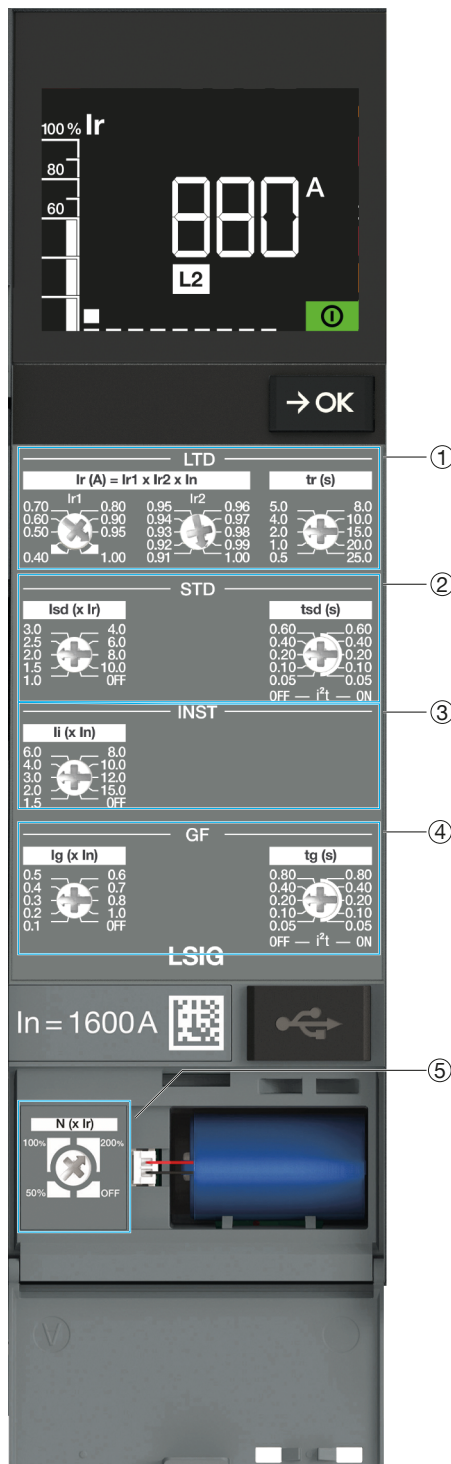 100 % Ir
80
60
880 A
L2
→ OK
LTD
①
Ir (A) = Ir1 x Ir2 x In tr (s)
Ir1 Ir2
0.70 0.80 0.95 0.96 5.0 8.0
0.60 0.90 0.94 0.97 4.0 10.0
0.50 0.95 0.93 0.98 2.0 15.0
0.92 0.99 1.0 20.0
0.40 1.00 0.91 1.00 0.5 25.0
STD
②
Isd (x Ir) tsd (s)
3.0 4.0 0.60 0.60
2.5 6.0 0.40 0.40
2.0 8.0 0.20 0.20
1.5 10.0 0.10 0.10
1.0 OFF 0.05 0.05
OFF — i²t — ON
INST
③
Ii (x In)
6.0 8.0
4.0 10.0
3.0 12.0
2.0 15.0
1.5 OFF
GF
④
Ig (x In) tg (s)
0.5 0.6 0.80 0.80
0.4 0.7 0.40 0.40
0.3 0.8 0.20 0.20
0.2 1.0 0.10 0.10
0.1 OFF 0.05 0.05
OFF — i²t — ON
LSIG
In = 1600 A
⑤
N (x Ir)
100% 200%
50% OFF
V